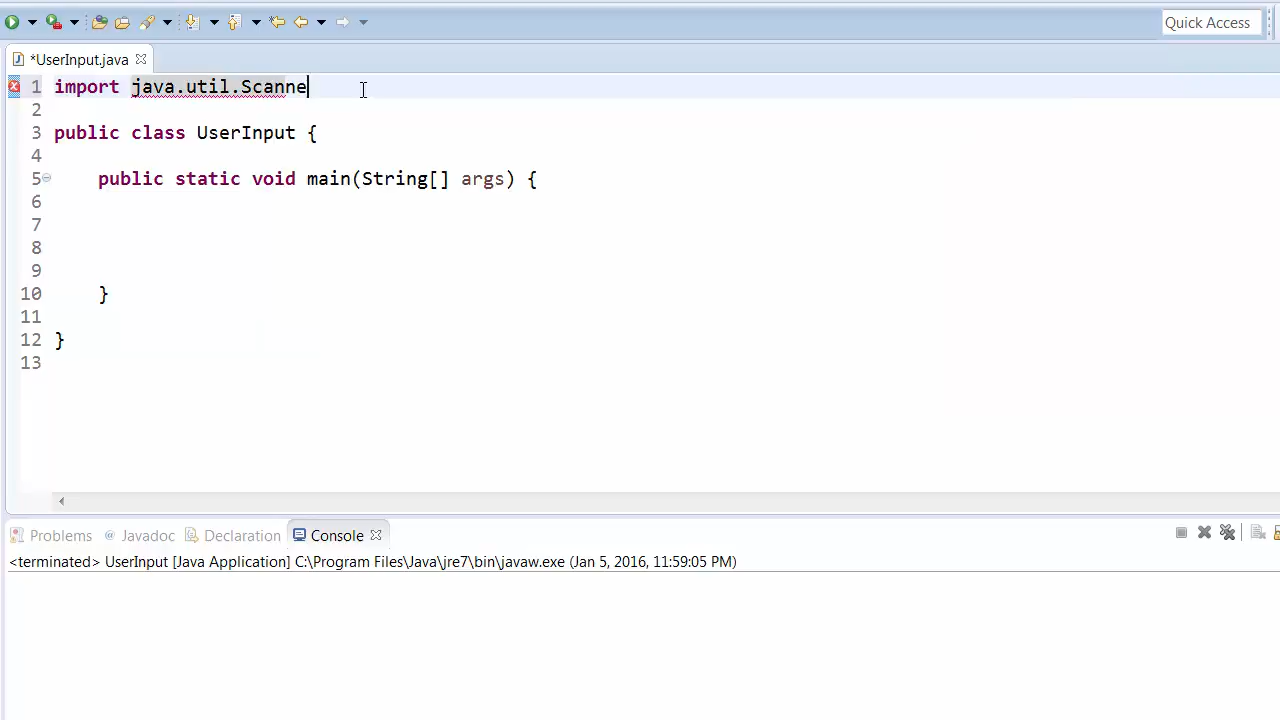 Quick Access
*UserInput.java
1 import java.util.Scanne
2
3 public class UserInput {
4
5 public static void main(String[] args) {
6
7
8
9
10 }
11
12 }
13
Problems @ Javadoc Declaration Console
<terminated> UserInput [Java Application] C:\Program Files\Java\jre7\bin\javaw.exe (Jan 5, 2016, 11:59:05 PM)